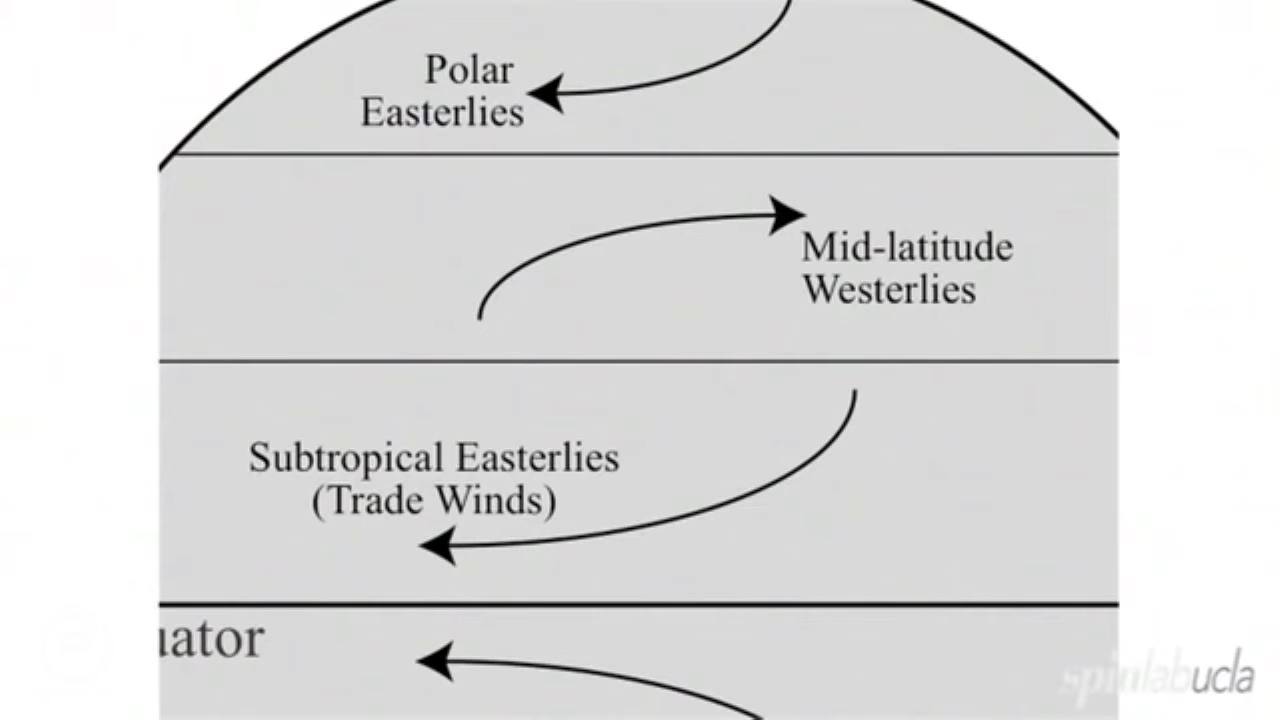 Polar
Easterlies
Mid-latitude
Westerlies
Subtropical Easterlies
(Trade Winds)
uator
spinlabucla